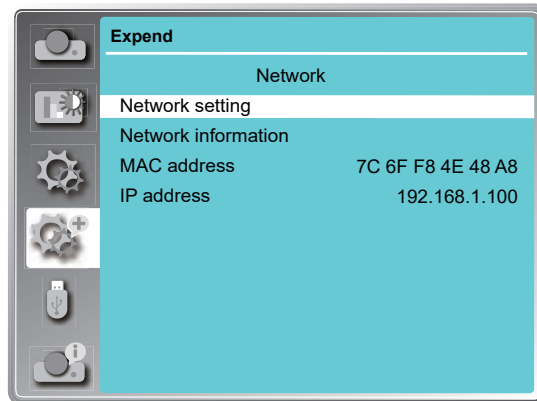 Expend
Network
Network setting
Network information
MAC address 7C 6F F8 4E 48 A8
IP address 192.168.1.100